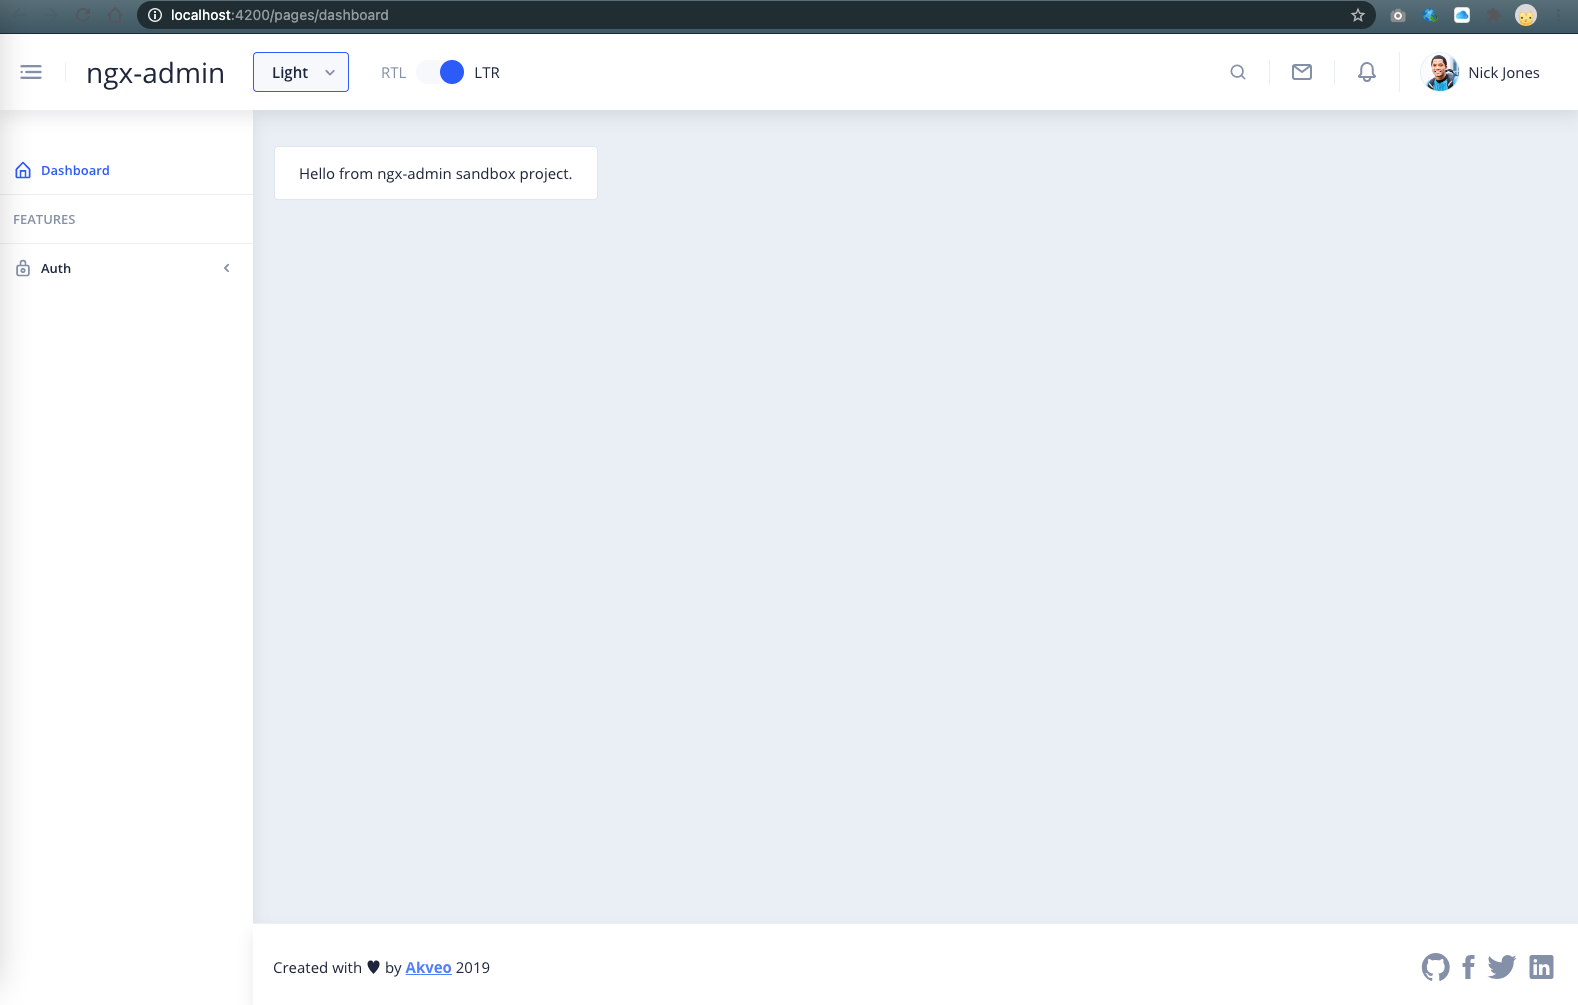 localhost:4200/pages/dashboard
ngx-admin
Light
RTL LTR
Nick Jones
Dashboard
FEATURES
Auth
Hello from ngx-admin sandbox project.
Created with ♥ by Akveo 2019